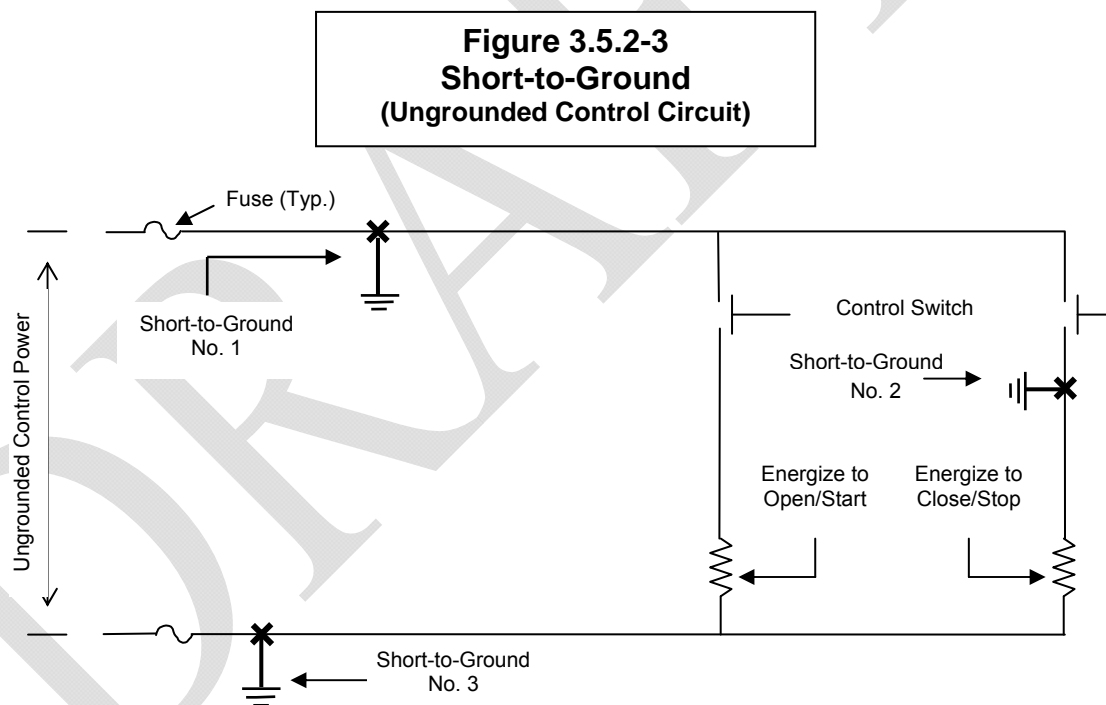 Figure 3.5.2-3
Short-to-Ground
(Ungrounded Control Circuit)
Fuse (Typ.)
Short-to-Ground
No. 1
Control Switch
Short-to-Ground
No. 2
Ungrounded Control Power
Energize to
Open/Start
Energize to
Close/Stop
Short-to-Ground
No. 3